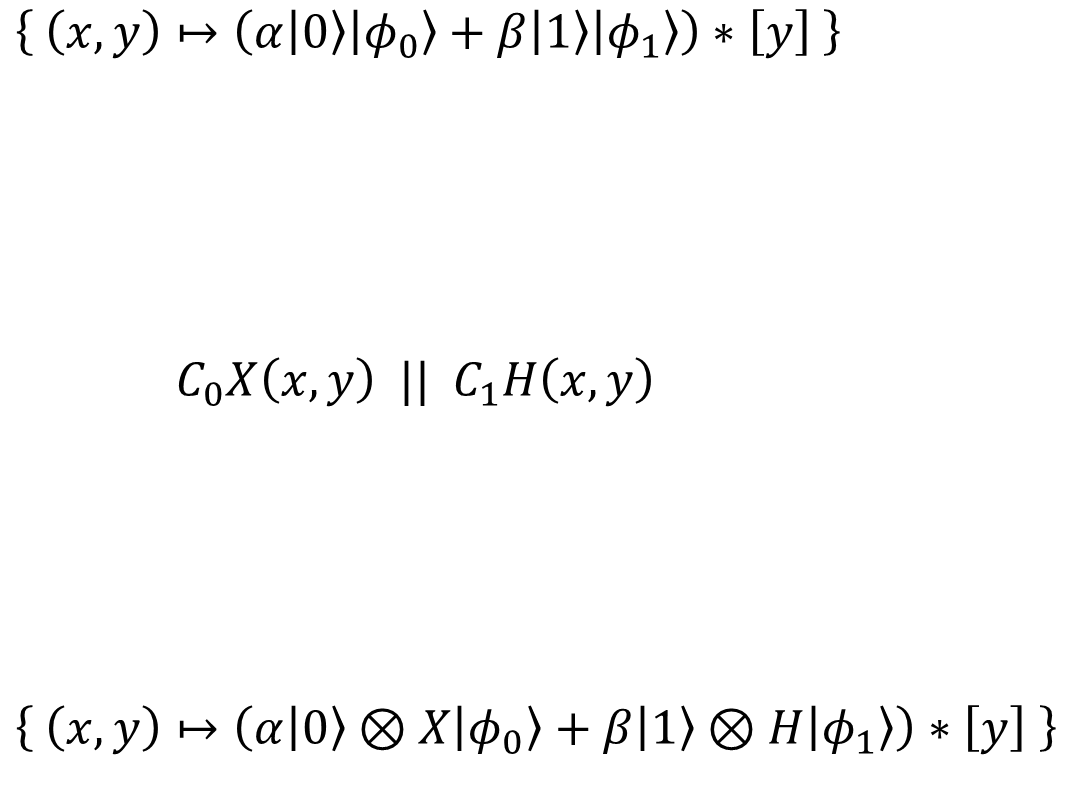 { (x, y) ↦ (α|0⟩|ϕ₀⟩ + β|1⟩|ϕ₁⟩) ∗ [y] }
C₀X(x, y) || C₁H(x, y)
{ (x, y) ↦ (α|0⟩ ⊗ X|ϕ₀⟩ + β|1⟩ ⊗ H|ϕ₁⟩) ∗ [y] }